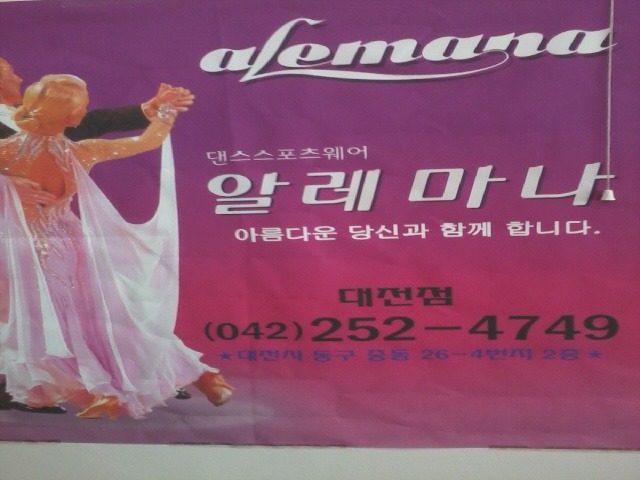 alemana
댄스스포츠웨어
알레마나
아름다운 당신과 함께 합니다.
대전점
(042)252-4749
★대전시 동구 중동 26-4번지 2층★